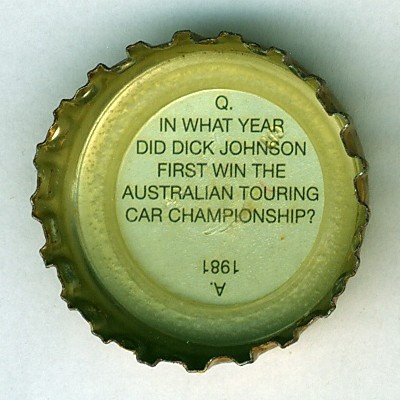 Q.
IN WHAT YEAR
DID DICK JOHNSON
FIRST WIN THE
AUSTRALIAN TOURING
CAR CHAMPIONSHIP?
A.
1981